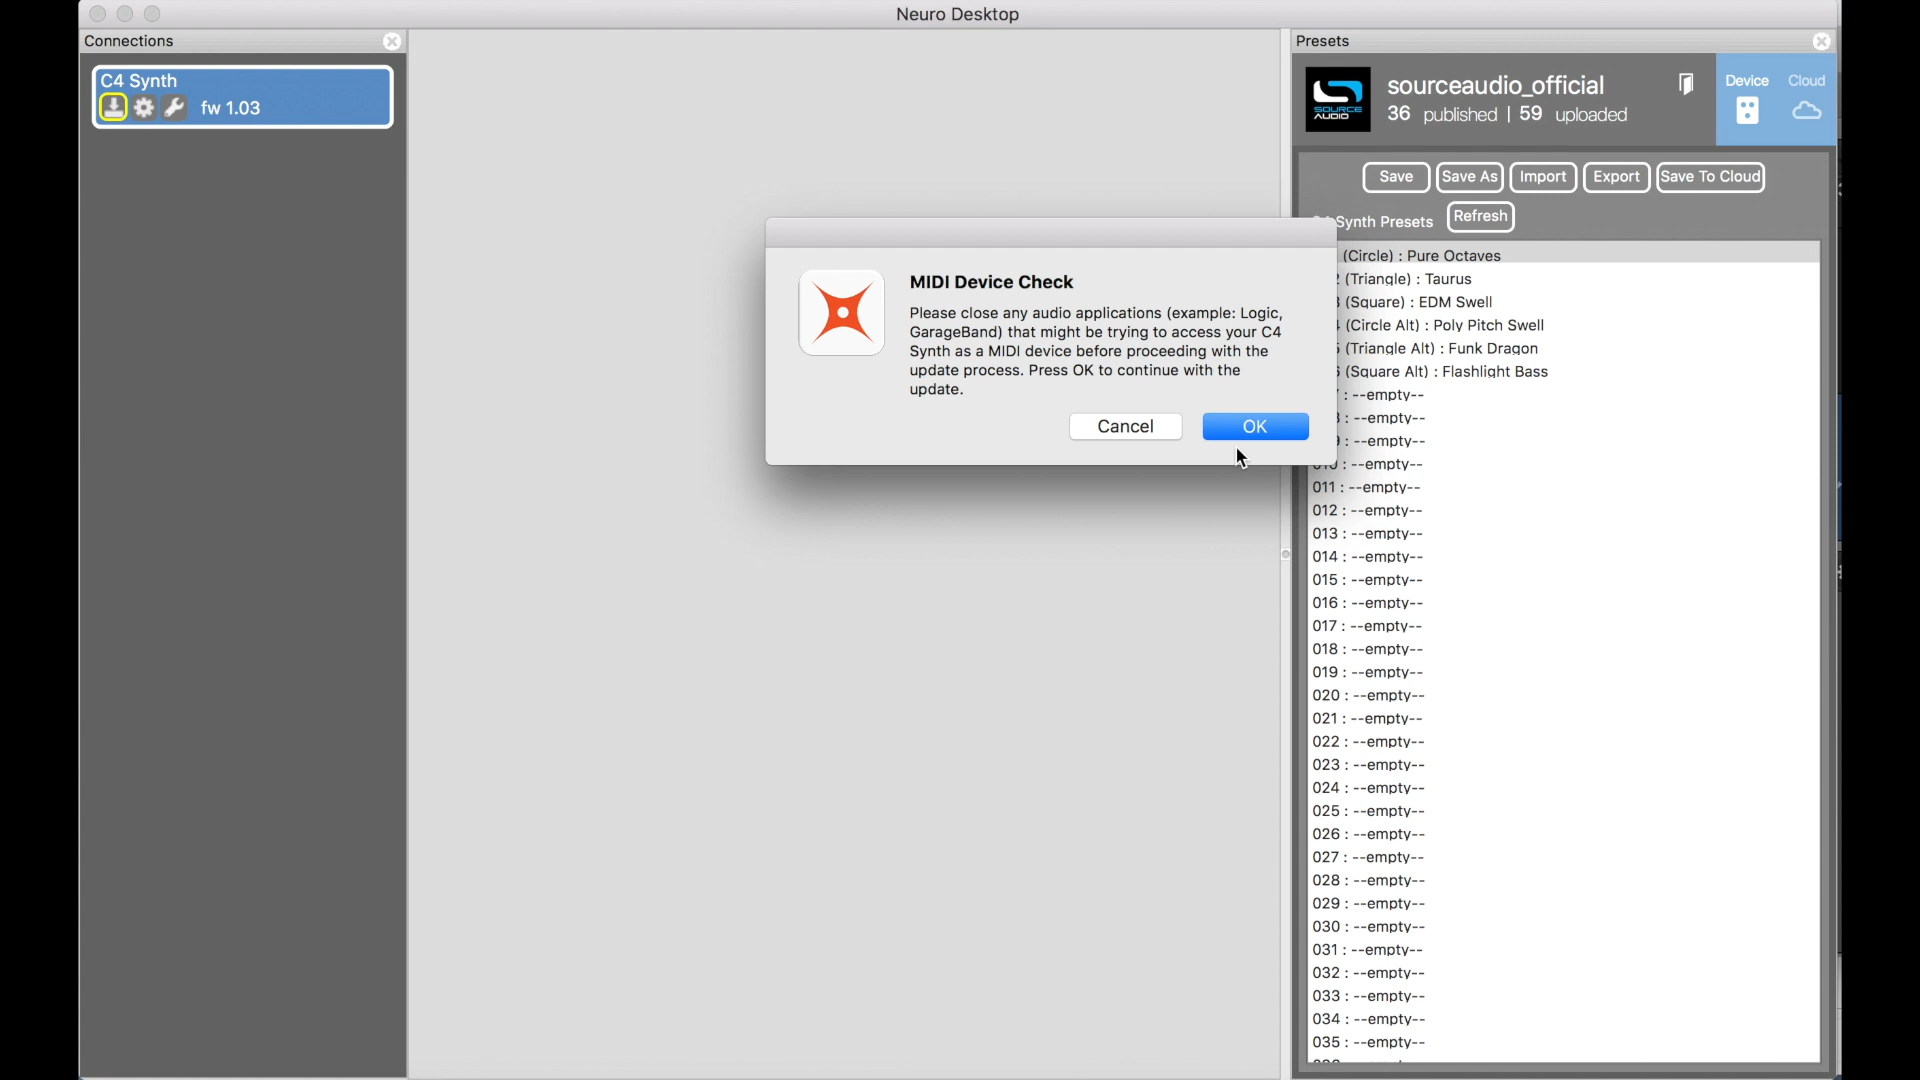 Neuro Desktop
Connections
C4 Synth
fw 1.03
Presets
SOURCE
AUDIO
sourceaudio_official
36 published | 59 uploaded
Device
Cloud
Save
Save As
Import
Export
Save To Cloud
Synth Presets
Refresh
MIDI Device Check
Please close any audio applications (example: Logic,
GarageBand) that might be trying to access your C4
Synth as a MIDI device before proceeding with the
update process. Press OK to continue with the
update.
Cancel
OK
(Circle) : Pure Octaves
(Triangle) : Taurus
(Square) : EDM Swell
(Circle Alt) : Poly Pitch Swell
(Triangle Alt) : Funk Dragon
(Square Alt) : Flashlight Bass
: --empty--
: --empty--
: --empty--
: --empty--
011 : --empty--
012 : --empty--
013 : --empty--
014 : --empty--
015 : --empty--
016 : --empty--
017 : --empty--
018 : --empty--
019 : --empty--
020 : --empty--
021 : --empty--
022 : --empty--
023 : --empty--
024 : --empty--
025 : --empty--
026 : --empty--
027 : --empty--
028 : --empty--
029 : --empty--
030 : --empty--
031 : --empty--
032 : --empty--
033 : --empty--
034 : --empty--
035 : --empty--